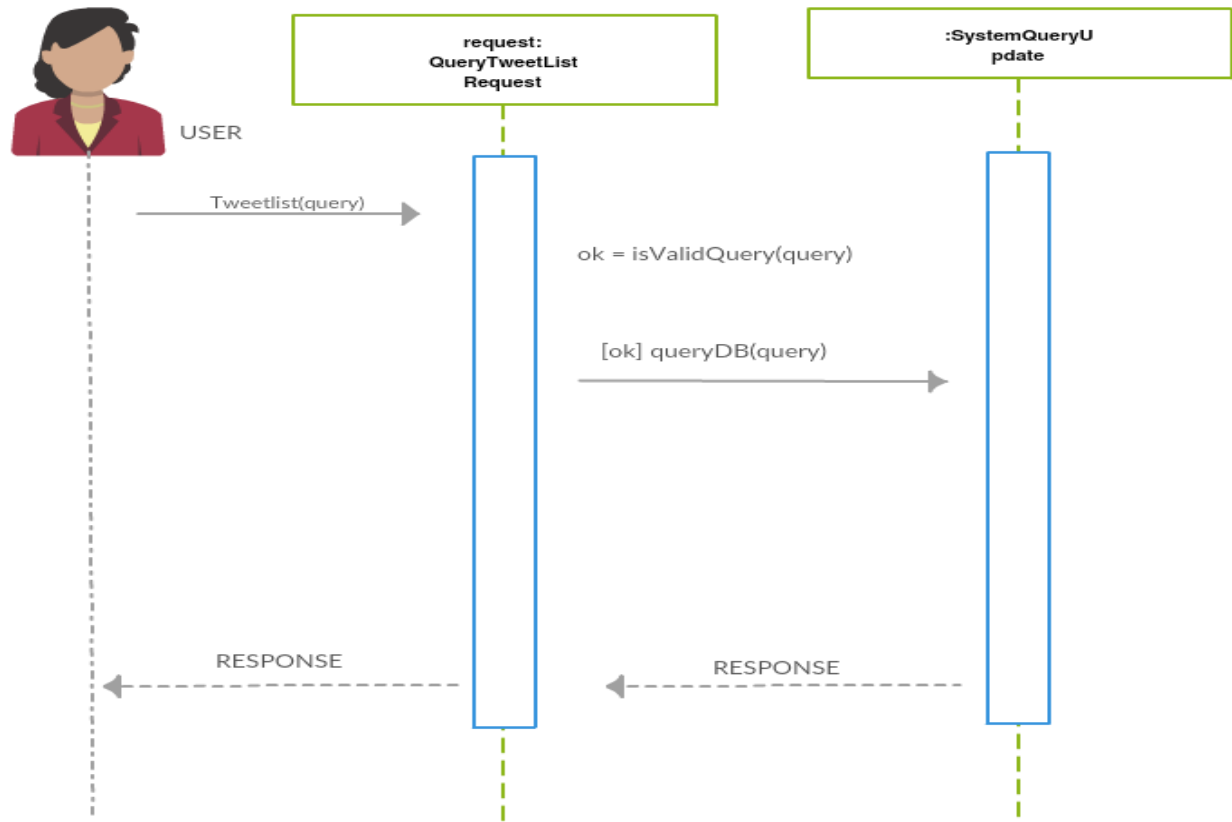 request:
QueryTweetList
Request
:SystemQueryU
pdate
USER
Tweetlist(query)
ok = isValidQuery(query)
[ok] queryDB(query)
RESPONSE
RESPONSE